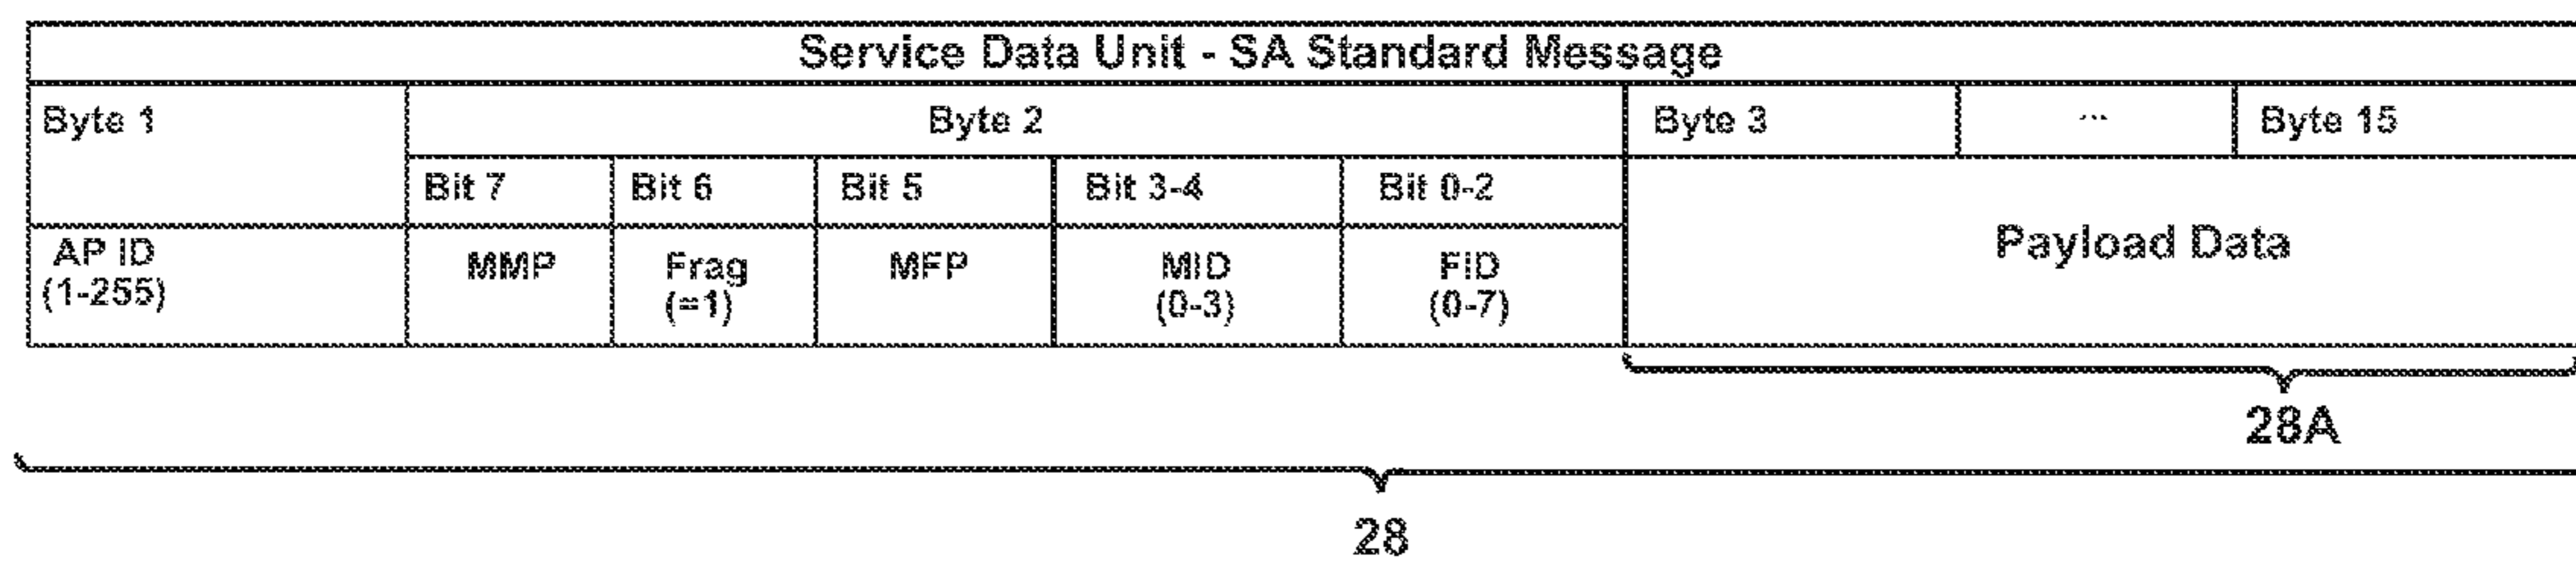 Service Data Unit - SA Standard Message
Byte 1 Byte 2 Byte 3 ... Byte 15
Bit 7 Bit 6 Bit 5 Bit 3-4 Bit 0-2
AP ID MMP Frag MFP MID FID Payload Data
(1-255) (=1) (0-3) (0-7)
28A
28